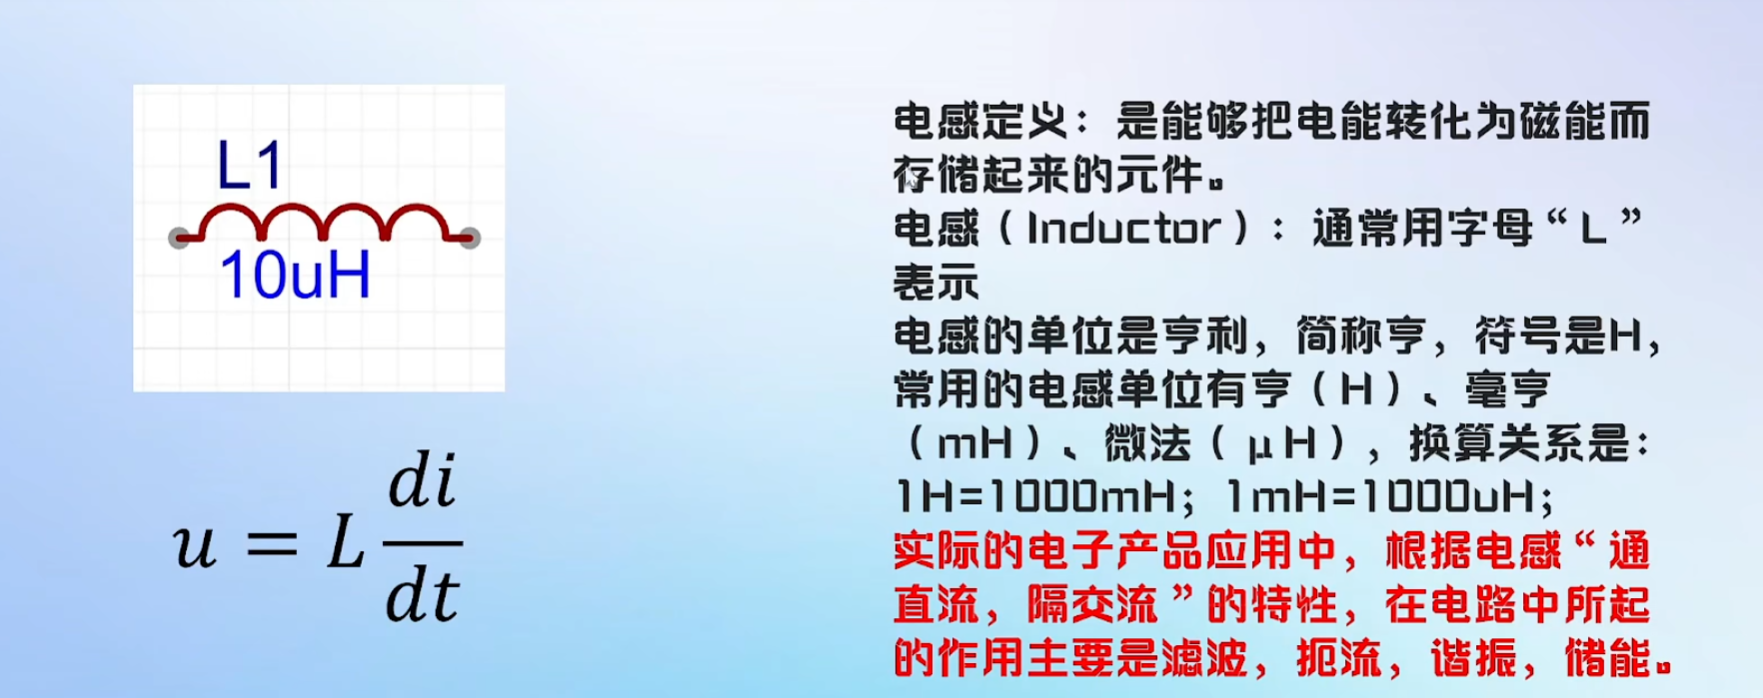 L1
10uH
u = L di/dt
电感定义：是能够把电能转化为磁能而
存储起来的元件。
电感（Inductor）：通常用字母“L”
表示
电感的单位是亨利，简称亨，符号是H，
常用的电感单位有亨（H）、毫亨
（mH）、微法（μH），换算关系是：
1H=1000mH；1mH=1000uH；
实际的电子产品应用中，根据电感“通
直流，隔交流”的特性，在电路中所起
的作用主要是滤波，扼流，谐振，储能。